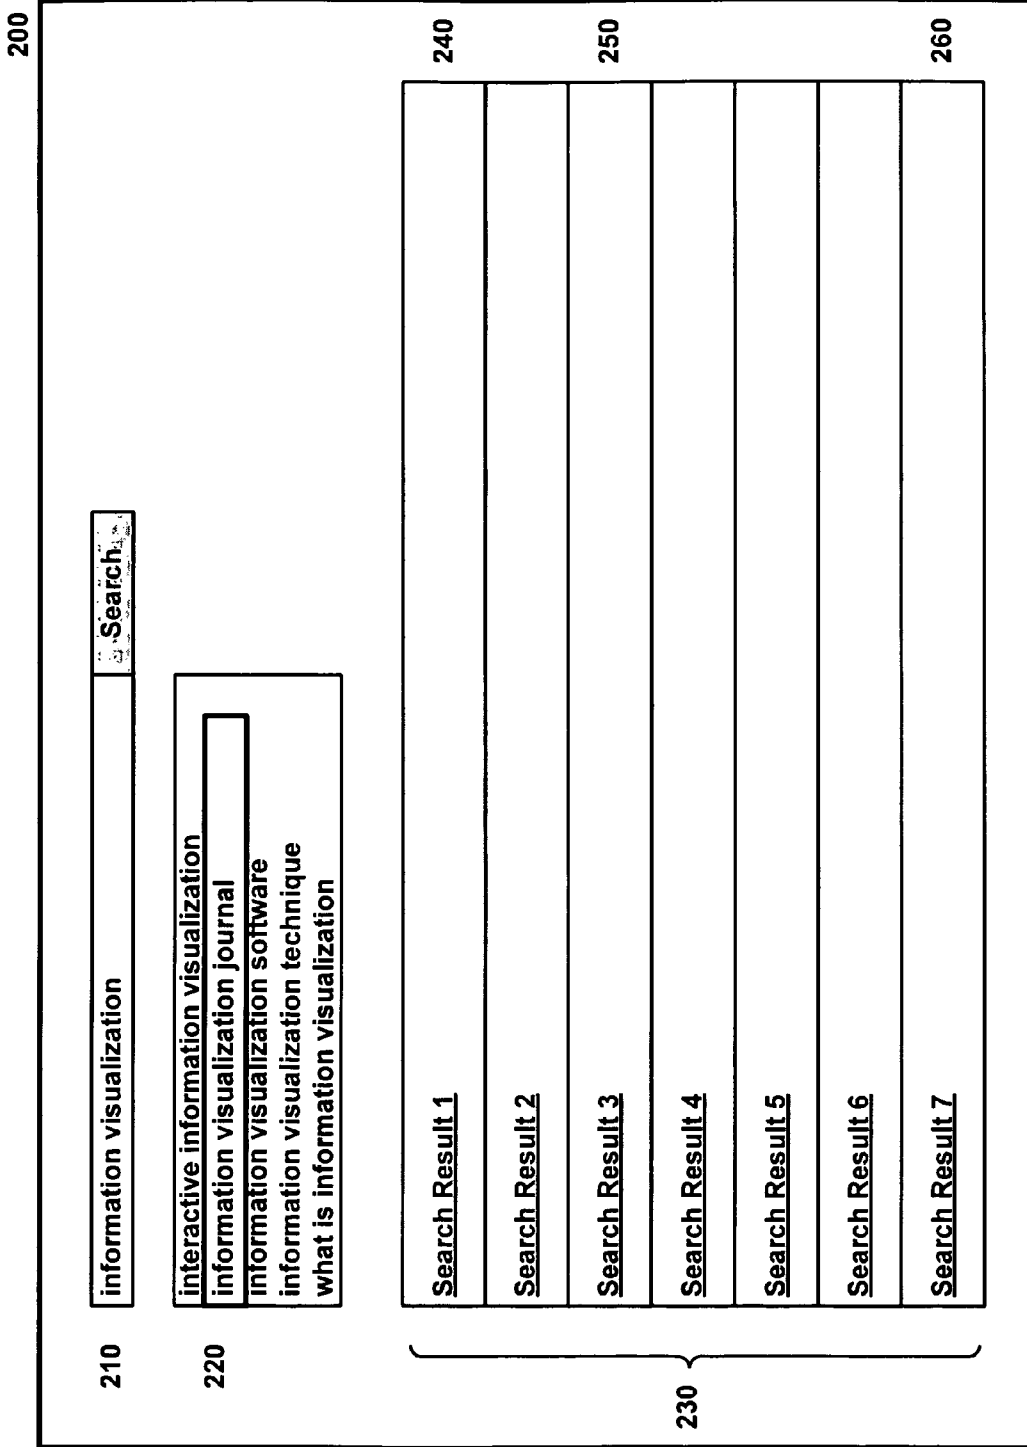 200
210
information visualization
Search
220
interactive information visualization
information visualization journal
information visualization software
information visualization technique
what is information visualization
230
Search Result 1
240
Search Result 2
Search Result 3
250
Search Result 4
Search Result 5
Search Result 6
Search Result 7
260